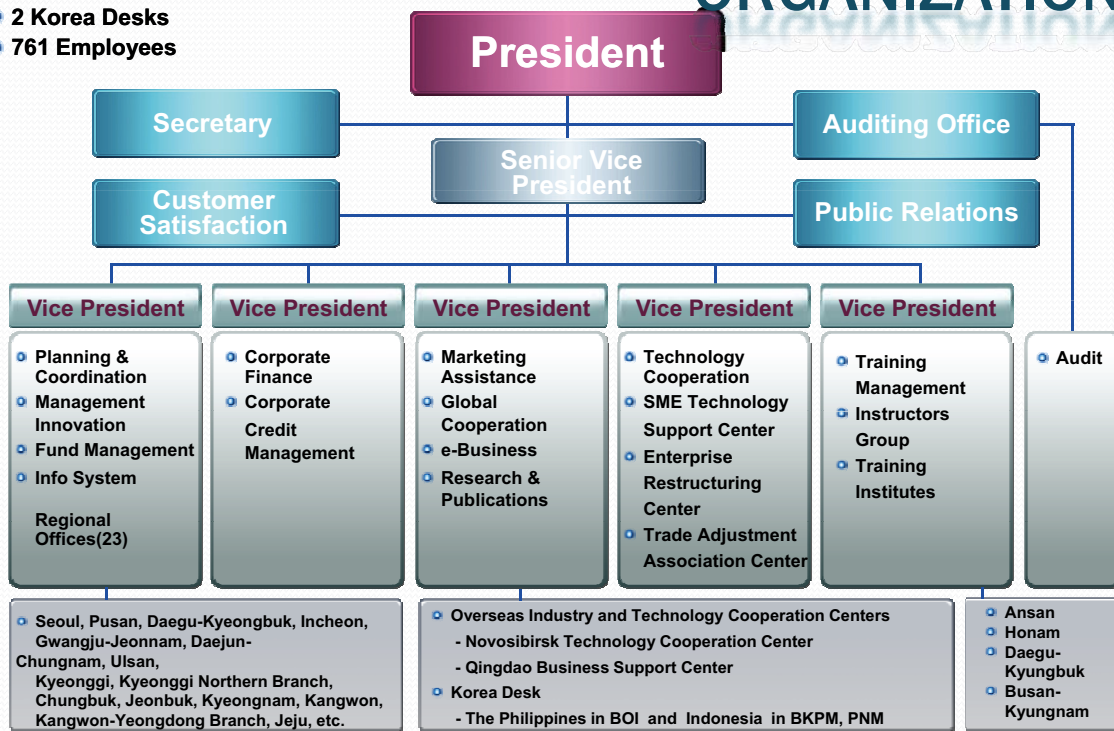 2 Korea Desks
761 Employees
ORGANIZATION
President
Secretary
Auditing Office
Senior Vice
President
Customer
Satisfaction
Public Relations
Vice President
Vice President
Vice President
Vice President
Vice President
Planning &
Coordination
Management
Innovation
Fund Management
Info System
Regional
Offices(23)
Corporate
Finance
Corporate
Credit
Management
Marketing
Assistance
Global
Cooperation
e-Business
Research &
Publications
Technology
Cooperation
SME Technology
Support Center
Enterprise
Restructuring
Center
Trade Adjustment
Association Center
Training
Management
Instructors
Group
Training
Institutes
Audit
Seoul, Pusan, Daegu-Kyeongbuk, Incheon,
Gwangju-Jeonnam, Daejun-
Chungnam, Ulsan,
Kyeonggi, Kyeonggi Northern Branch,
Chungbuk, Jeonbuk, Kyeongnam, Kangwon,
Kangwon-Yeongdong Branch, Jeju, etc.
Overseas Industry and Technology Cooperation Centers
- Novosibirsk Technology Cooperation Center
- Qingdao Business Support Center
Korea Desk
- The Philippines in BOI and Indonesia in BKPM, PNM
Ansan
Honam
Daegu-
Kyungbuk
Busan-
Kyungnam